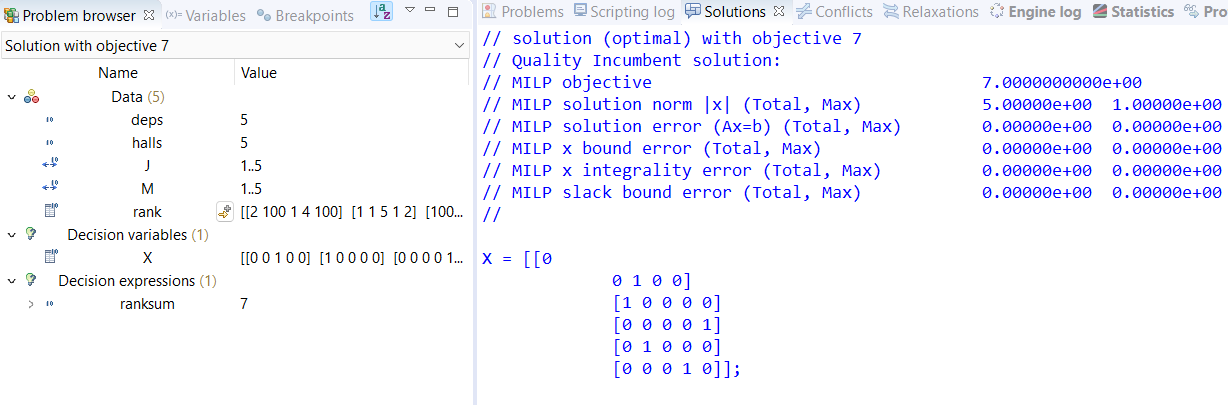 Problem browser
(x)= Variables
Breakpoints
Solution with objective 7
Name Value
Data (5)
deps 5
halls 5
J 1..5
M 1..5
rank [[2 100 1 4 100] [1 1 5 1 2] [100...
Decision variables (1)
X [[0 0 1 0 0] [1 0 0 0 0] [0 0 0 0 1...
Decision expressions (1)
ranksum 7
Problems
Scripting log
Solutions
Conflicts
Relaxations
Engine log
Statistics
Pro
// solution (optimal) with objective 7
// Quality Incumbent solution:
// MILP objective 7.0000000000e+00
// MILP solution norm |x| (Total, Max) 5.00000e+00 1.00000e+00
// MILP solution error (Ax=b) (Total, Max) 0.00000e+00 0.00000e+00
// MILP x bound error (Total, Max) 0.00000e+00 0.00000e+00
// MILP x integrality error (Total, Max) 0.00000e+00 0.00000e+00
// MILP slack bound error (Total, Max) 0.00000e+00 0.00000e+00
//
X = [[0
0 1 0 0]
[1 0 0 0 0]
[0 0 0 0 1]
[0 1 0 0 0]
[0 0 0 1 0]];